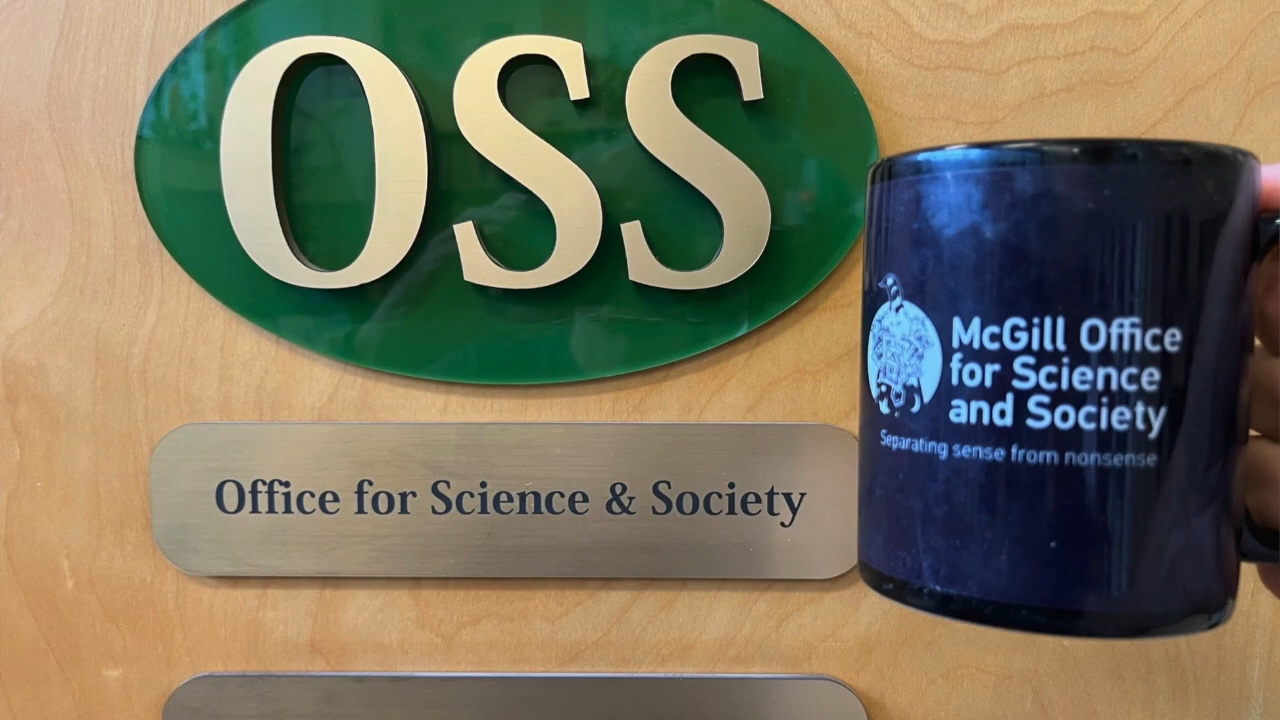 OSS
Office for Science & Society
McGill Office
for Science
and Society
Separating sense from nonsense